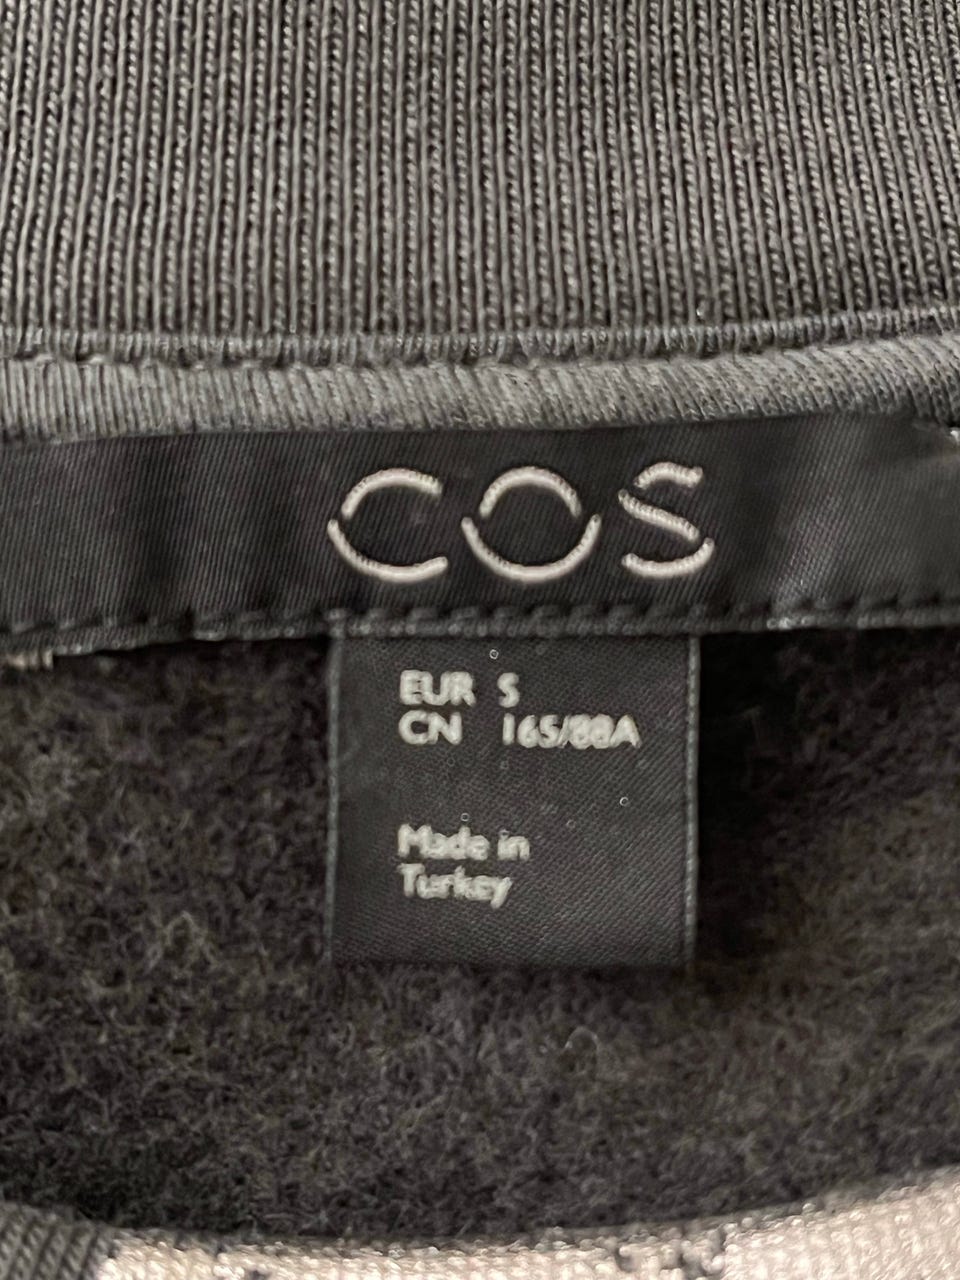 COS
EUR S
CN 165/88A
Made in
Turkey